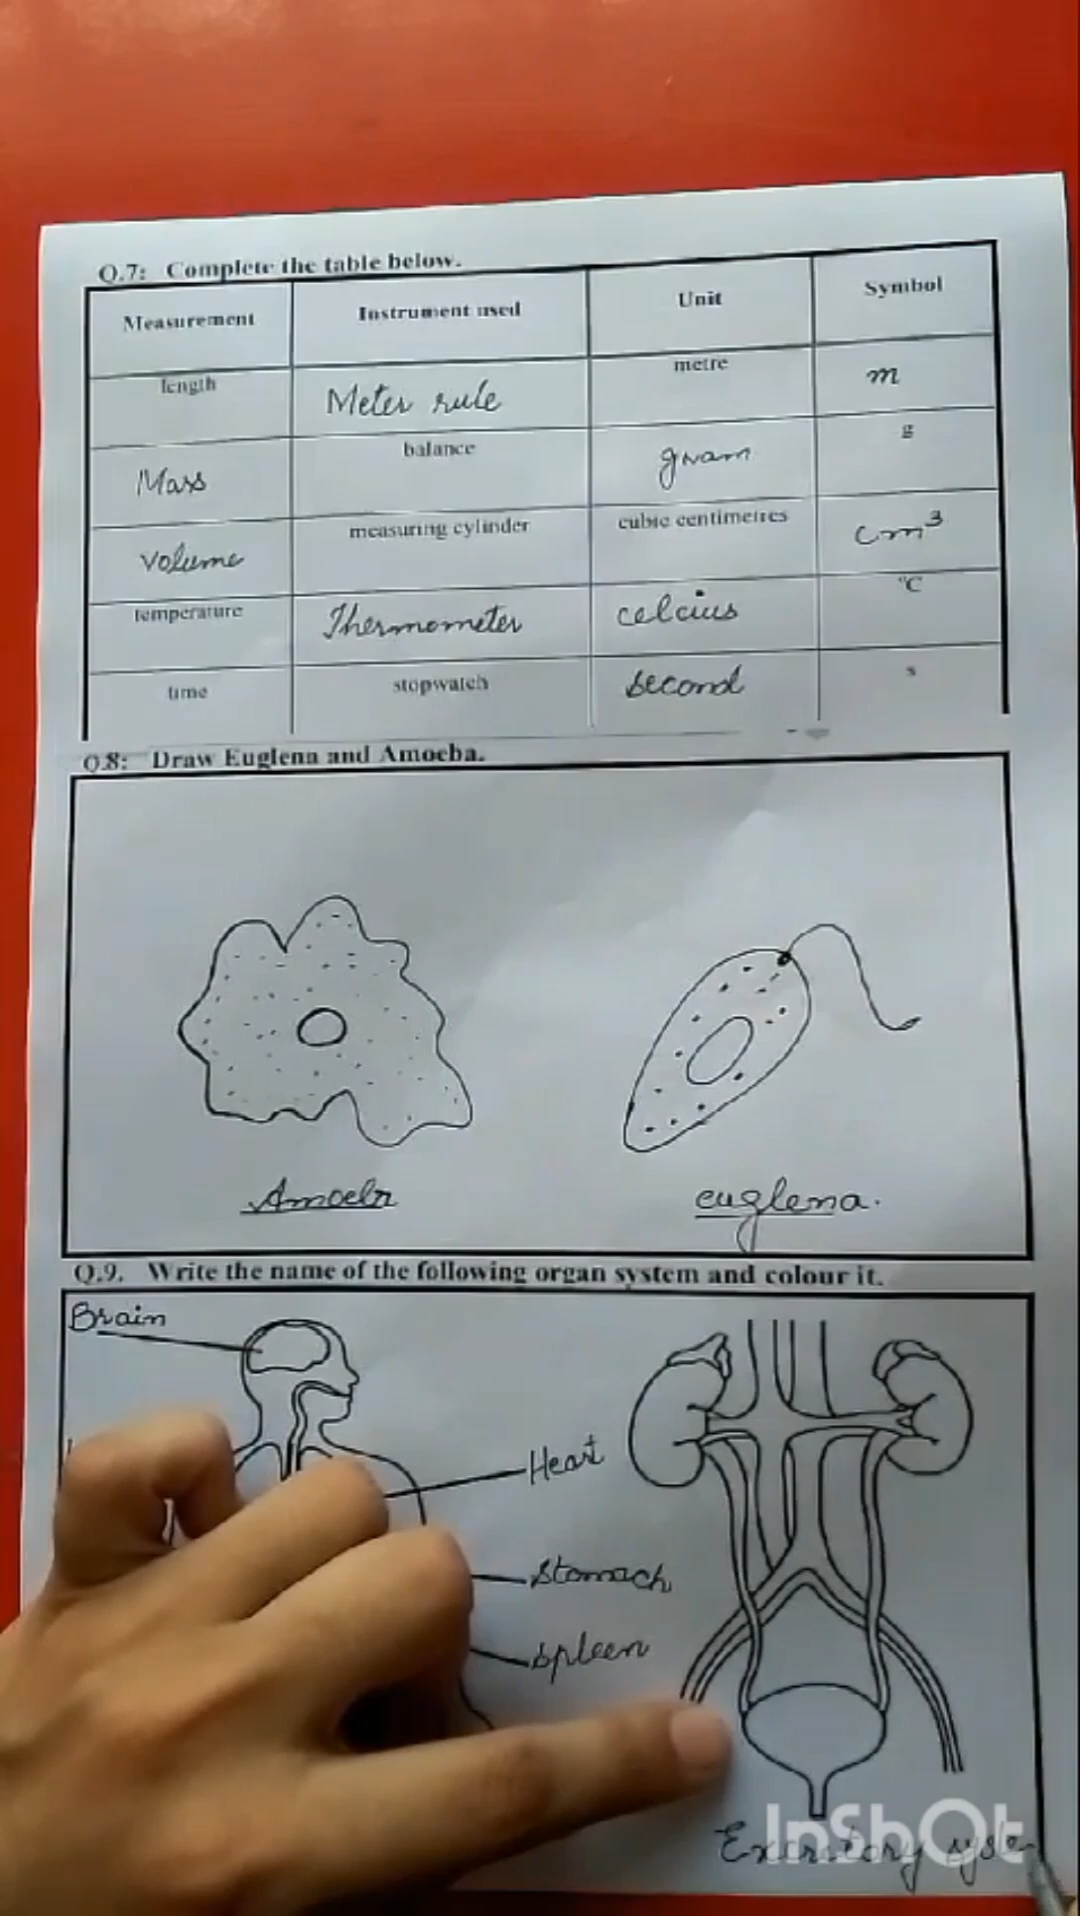 Q.7: Complete the table below.
Measurement Instrument used Unit Symbol
length Meter rule metre m
Mass balance gram g
volume measuring cylinder cubic centimetres cm³
temperature Thermometer celcius °C
time stopwatch second s
Q.8: Draw Euglena and Amoeba.
euglena.
Q.9. Write the name of the following organ system and colour it.
Brain
Heart
Stomach
spleen
InShOt
Excretory syste